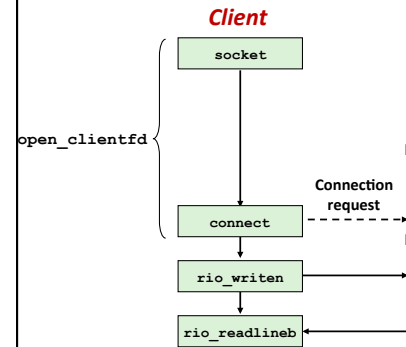 Client
socket
open_clientfd
Connection
request
connect
rio_writen
rio_readlineb